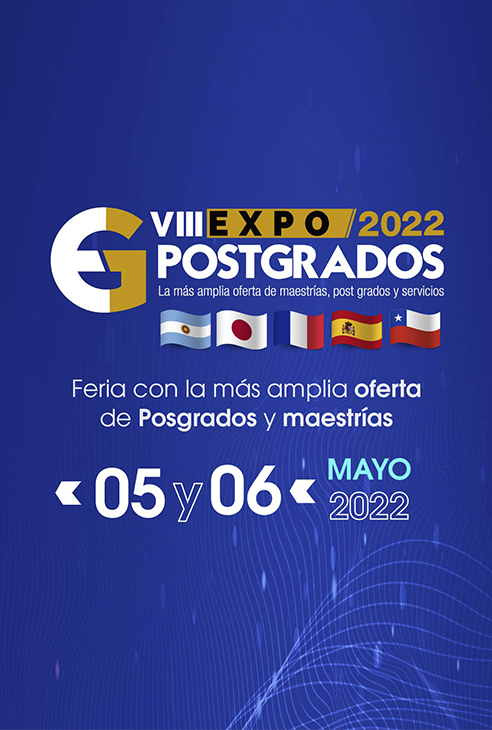 EG
VIII EXPO 2022
POSTGRADOS
La más amplia oferta de maestrías, post grados y servicios
Feria con la más amplia oferta
de Posgrados y maestrías
05 y 06 MAYO
2022